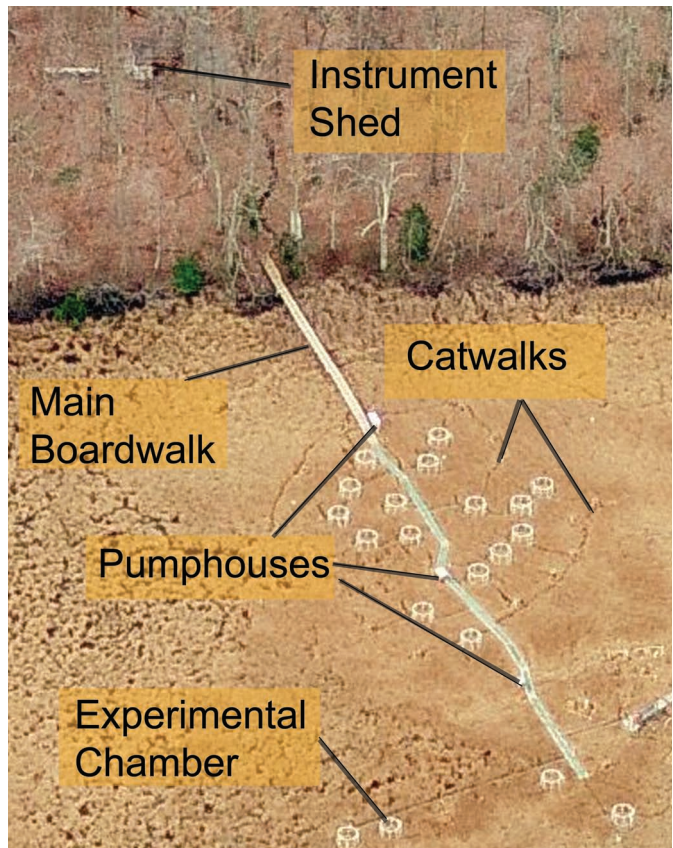 Instrument
Shed
Catwalks
Main
Boardwalk
Pumphouses
Experimental
Chamber